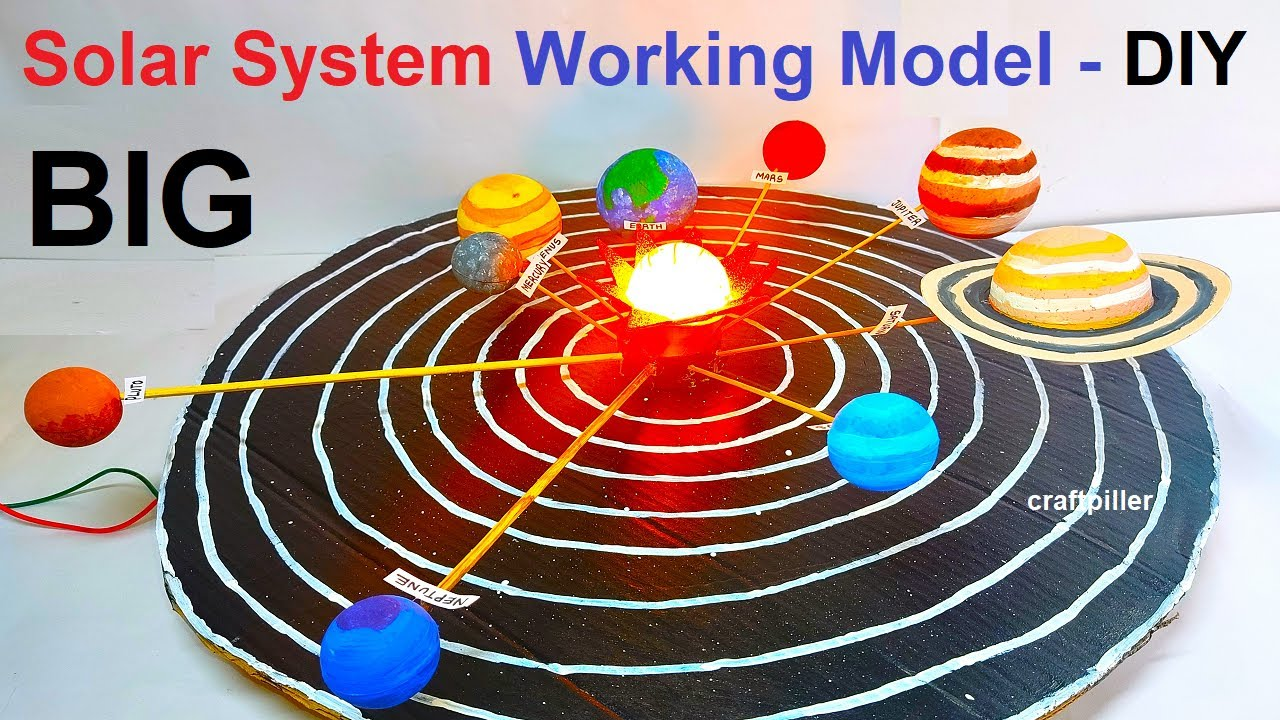 Solar System Working Model - DIY
BIG
MARS
JUPITER
EARTH
VENUS
MERCURY
SATURN
PLUTO
craftpiller
NEPTUNE